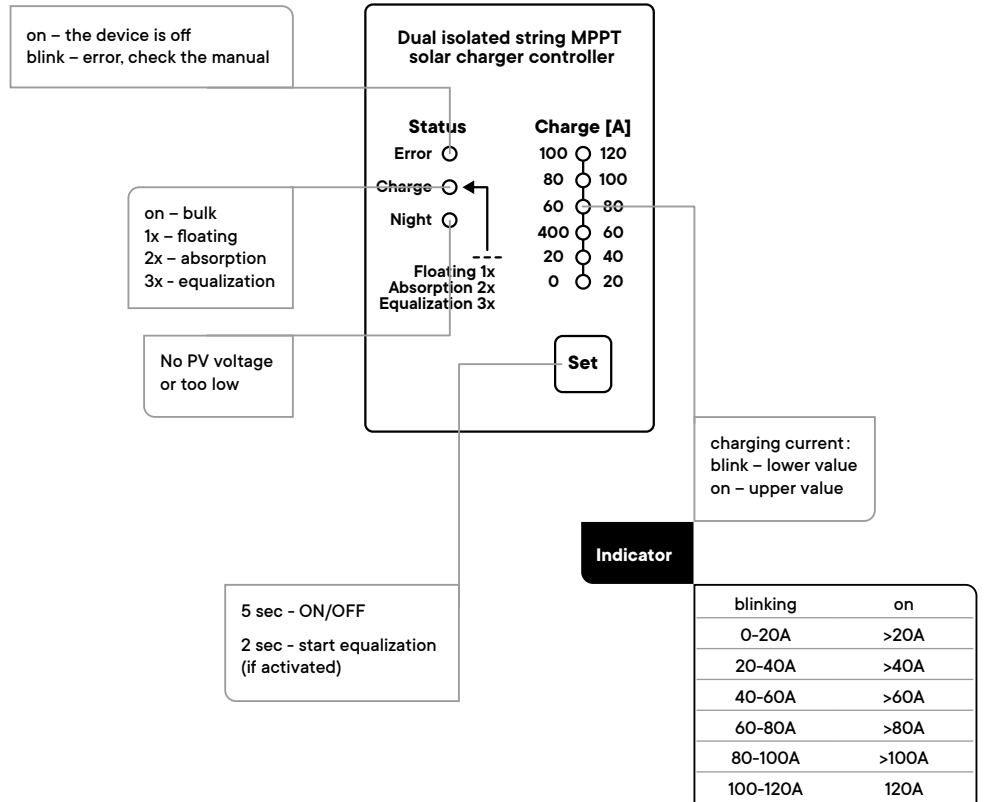 on – the device is off
blink – error, check the manual
Dual isolated string MPPT
solar charger controller
Status
Charge [A]
Error
100 120
Charge
80 100
60 80
Night
400 60
20 40
0 20
Floating 1x
Absorption 2x
Equalization 3x
on – bulk
1x – floating
2x – absorption
3x - equalization
No PV voltage
or too low
Set
charging current:
blink – lower value
on – upper value
Indicator
5 sec - ON/OFF
2 sec - start equalization
(if activated)
blinking on
0-20A >20A
20-40A >40A
40-60A >60A
60-80A >80A
80-100A >100A
100-120A 120A